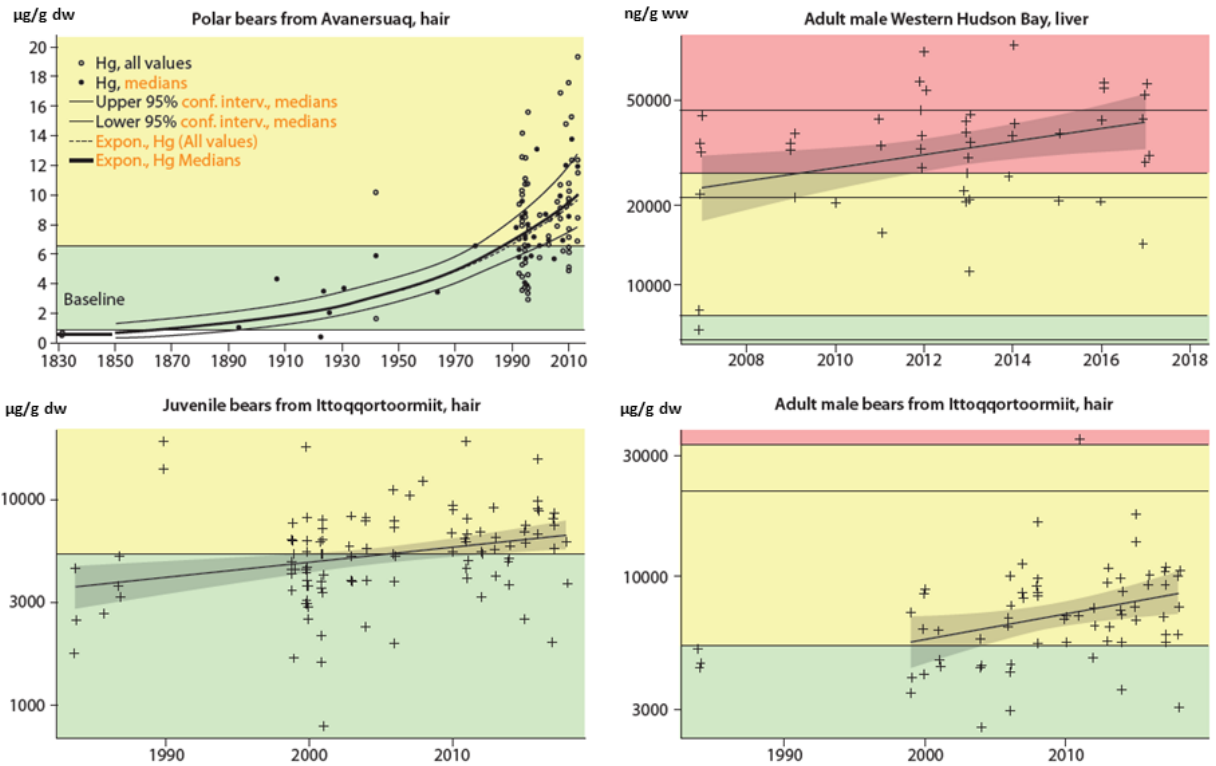 µg/g dw
Polar bears from Avanersuaq, hair
20
18
16
14
12
10
8
6
4
2
0
Hg, all values
Hg, medians
Upper 95% conf. interv., medians
Lower 95% conf. interv., medians
Expon., Hg (All values)
Expon., Hg Medians
Baseline
1830 1850 1870 1890 1910 1930 1950 1970 1990 2010
ng/g ww
Adult male Western Hudson Bay, liver
50000
20000
10000
2008 2010 2012 2014 2016 2018
µg/g dw
Juvenile bears from Ittoqqortoormiit, hair
10000
3000
1000
1990 2000 2010
µg/g dw
Adult male bears from Ittoqqortoormiit, hair
30000
10000
3000
1990 2000 2010